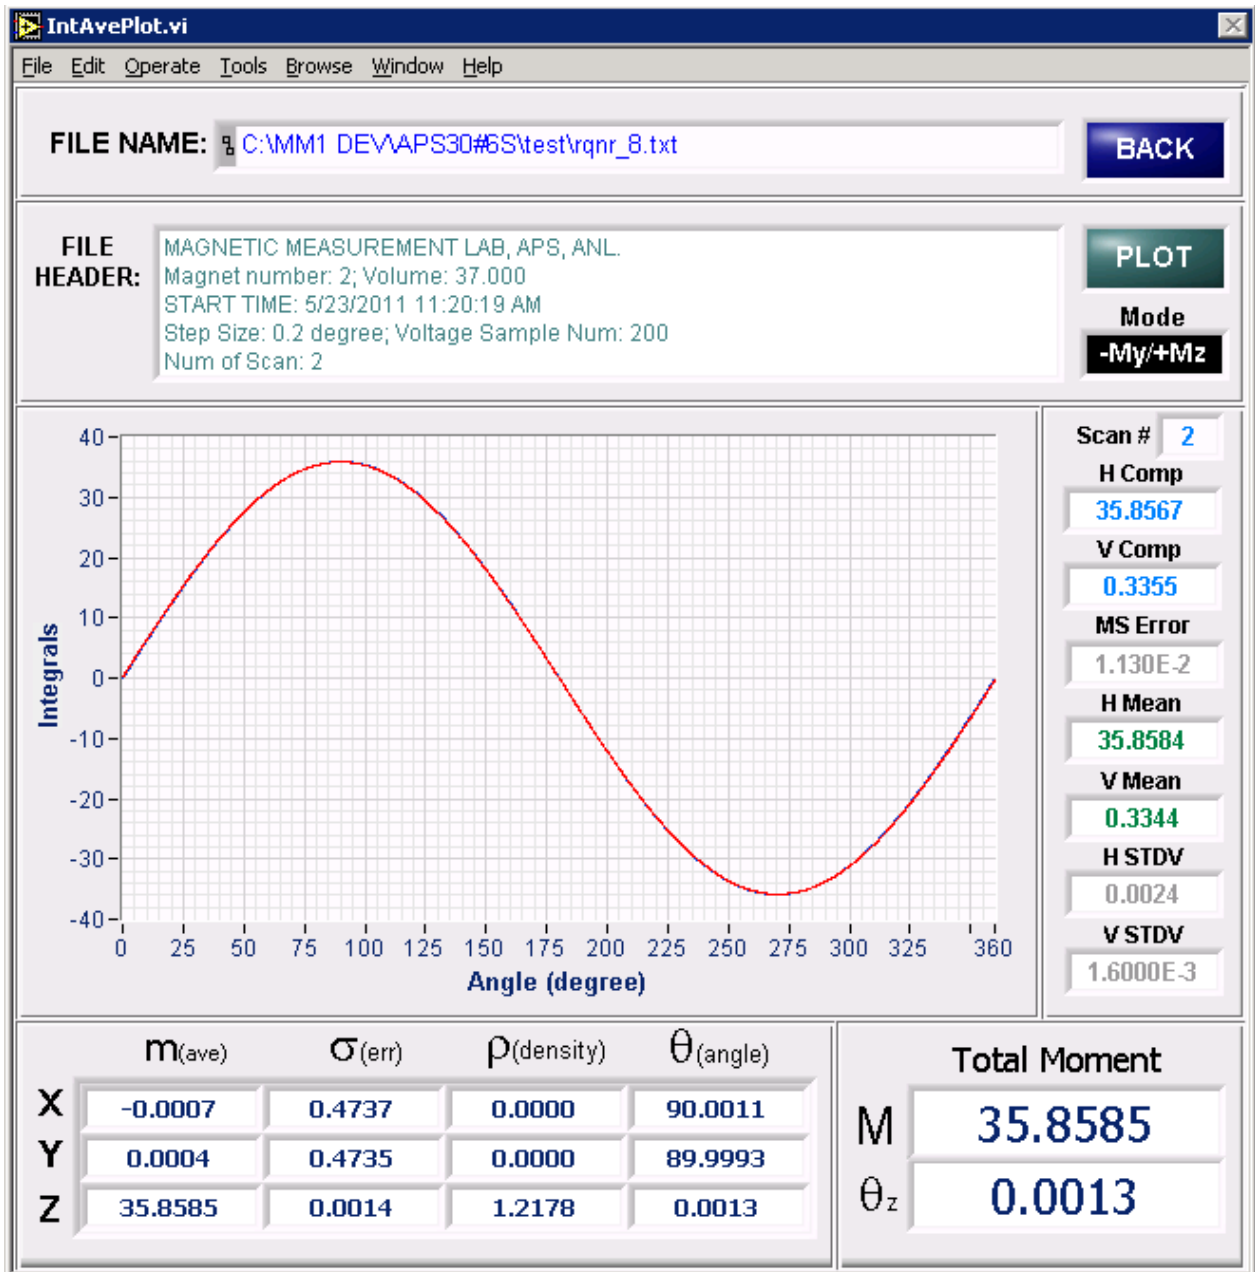 IntAvePlot.vi
File Edit Operate Tools Browse Window Help
FILE NAME: C:\MM1 DEV\APS30#6S\test\rqnr_8.txt
BACK
FILE HEADER:
MAGNETIC MEASUREMENT LAB, APS, ANL.
Magnet number: 2; Volume: 37.000
START TIME: 5/23/2011 11:20:19 AM
Step Size: 0.2 degree; Voltage Sample Num: 200
Num of Scan: 2
PLOT
Mode
-My/+Mz
Integrals
40
30
20
10
0
-10
-20
-30
-40
0 25 50 75 100 125 150 175 200 225 250 275 300 325 360
Angle (degree)
Scan # 2
H Comp
35.8567
V Comp
0.3355
MS Error
1.130E-2
H Mean
35.8584
V Mean
0.3344
H STDV
0.0024
V STDV
1.6000E-3
m(ave) σ(err) ρ(density) θ(angle)
X -0.0007 0.4737 0.0000 90.0011
Y 0.0004 0.4735 0.0000 89.9993
Z 35.8585 0.0014 1.2178 0.0013
Total Moment
M 35.8585
θz 0.0013